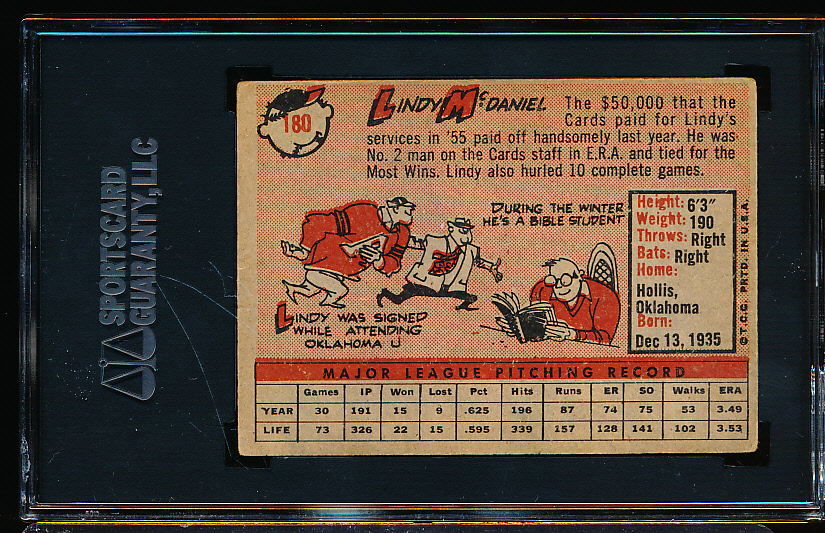 SPORTSCARD
GUARANTY, LLC
180
LINDY McDANIEL
The $50,000 that the
Cards paid for Lindy's
services in '55 paid off handsomely last year. He was
No. 2 man on the Cards staff in E.R.A. and tied for the
Most Wins. Lindy also hurled 10 complete games.
DURING THE WINTER
HE'S A BIBLE STUDENT
LINDY WAS SIGNED
WHILE ATTENDING
OKLAHOMA U
Height: 6'3"
Weight: 190
Throws: Right
Bats: Right
Home:
Hollis,
Oklahoma
Born:
Dec 13, 1935
© T.C.G. PRTD. IN U.S.A.
MAJOR LEAGUE PITCHING RECORD
Games IP Won Lost Pct Hits Runs ER SO Walks ERA
YEAR 30 191 15 9 .625 196 87 74 75 53 3.49
LIFE 73 326 22 15 .595 339 157 128 141 102 3.53